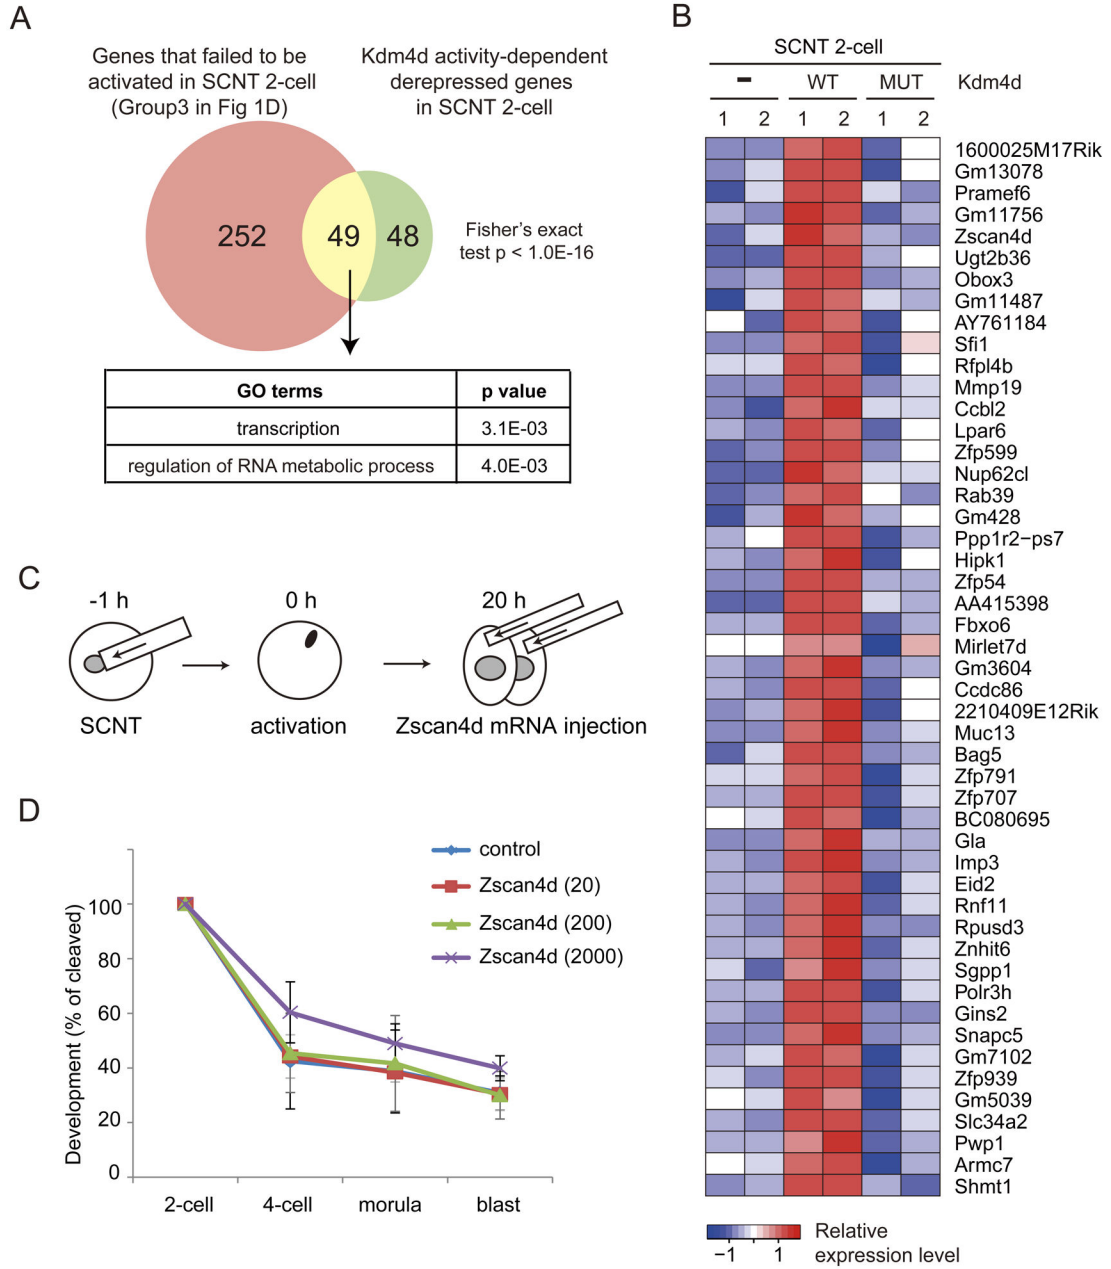 A
Genes that failed to be
activated in SCNT 2-cell
(Group3 in Fig 1D)
Kdm4d activity-dependent
derepressed genes
in SCNT 2-cell
252
49
48
Fisher's exact
test p < 1.0E-16
GO terms p value
transcription 3.1E-03
regulation of RNA metabolic process 4.0E-03
B
SCNT 2-cell
- WT MUT Kdm4d
1 2 1 2 1 2
1600025M17Rik
Gm13078
Pramef6
Gm11756
Zscan4d
Ugt2b36
Obox3
Gm11487
AY761184
Sfi1
Rfpl4b
Mmp19
Ccbl2
Lpar6
Zfp599
Nup62cl
Rab39
Gm428
Ppp1r2−ps7
Hipk1
Zfp54
AA415398
Fbxo6
Mirlet7d
Gm3604
Ccdc86
2210409E12Rik
Muc13
Bag5
Zfp791
Zfp707
BC080695
Gla
Imp3
Eid2
Rnf11
Rpusd3
Znhit6
Sgpp1
Polr3h
Gins2
Snapc5
Gm7102
Zfp939
Gm5039
Slc34a2
Pwp1
Armc7
Shmt1
−1 1
Relative
expression level
C
-1 h 0 h 20 h
SCNT activation Zscan4d mRNA injection
D
control
Zscan4d (20)
Zscan4d (200)
Zscan4d (2000)
Development (% of cleaved)
100
80
60
40
20
0
2-cell 4-cell morula blast